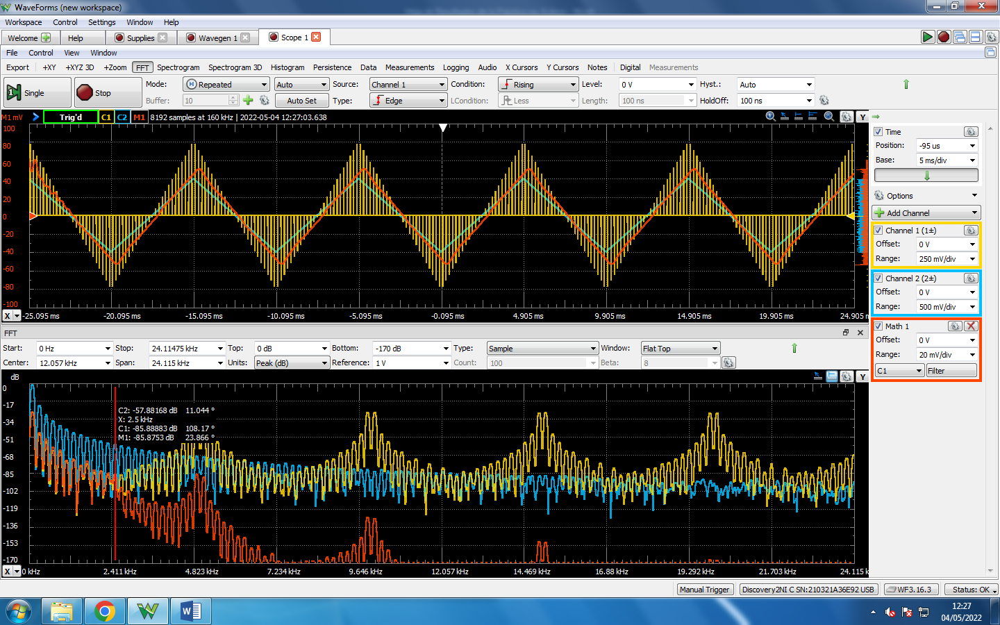 WaveForms (new workspace)
Workspace Control Settings Window Help
Welcome Help Supplies Wavegen 1 Scope 1
File Control View Window
Export +XY +XYZ 3D +Zoom FFT Spectrogram Spectrogram 3D Histogram Persistence Data Measurements Logging Audio X Cursors Y Cursors Notes Digital Measurements
Single Stop Mode: Repeated Auto Source: Channel 1 Condition: Rising Level: 0 V Hyst.: Auto
Buffer: 10 Auto Set Type: Edge LCondition: Less Length: 100 ns HoldOff: 100 ns
M1 mV Trig'd C1 C2 M1 8192 samples at 160 kHz | 2022-05-04 12:27:03.638 Y
100
80
60
40
20
0
-20
-40
-60
-80
-100
X -25.095 ms -20.095 ms -15.095 ms -10.095 ms -5.095 ms -0.095 ms 4.905 ms 9.905 ms 14.905 ms 19.905 ms 24.905 ms
Time
Position: -95 us
Base: 5 ms/div
Options
Add Channel
Channel 1 (1±)
Offset: 0 V
Range: 250 mV/div
Channel 2 (2±)
Offset: 0 V
Range: 500 mV/div
Math 1
Offset: 0 V
Range: 20 mV/div
C1 Filter
FFT
Start: 0 Hz Stop: 24.11475 kHz Top: 0 dB Bottom: -170 dB Type: Sample Window: Flat Top
Center: 12.057 kHz Span: 24.115 kHz Units: Peak (dB) Reference: 1 V Count: 100 Beta: 8
dB Y
0
-17
-34
-51
-68
-85
-102
-119
-136
-153
-170
C2: -57.88168 dB 11.044 °
X: 2.5 kHz
C1: -85.88883 dB 108.17 °
M1: -85.8753 dB 23.866 °
X 0 kHz 2.411 kHz 4.823 kHz 7.234 kHz 9.646 kHz 12.057 kHz 14.469 kHz 16.88 kHz 19.292 kHz 21.703 kHz 24.115 k
Manual Trigger Discovery2NI C SN:210321A36E92 USB WF3.16.3 Status: OK
12:27
04/05/2022